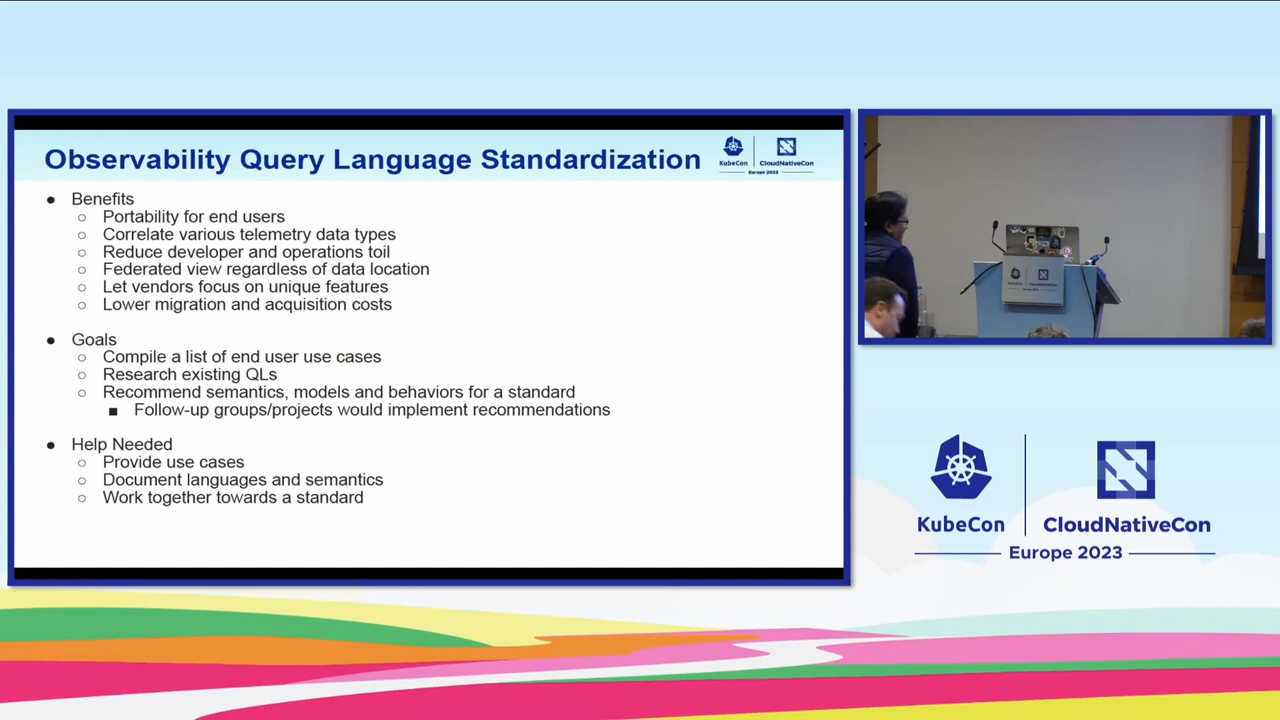 Observability Query Language Standardization
KubeCon
CloudNativeCon
Europe 2023
● Benefits
○ Portability for end users
○ Correlate various telemetry data types
○ Reduce developer and operations toil
○ Federated view regardless of data location
○ Let vendors focus on unique features
○ Lower migration and acquisition costs
● Goals
○ Compile a list of end user use cases
○ Research existing QLs
○ Recommend semantics, models and behaviors for a standard
■ Follow-up groups/projects would implement recommendations
● Help Needed
○ Provide use cases
○ Document languages and semantics
○ Work together towards a standard
KubeCon
CloudNativeCon
Europe 2023